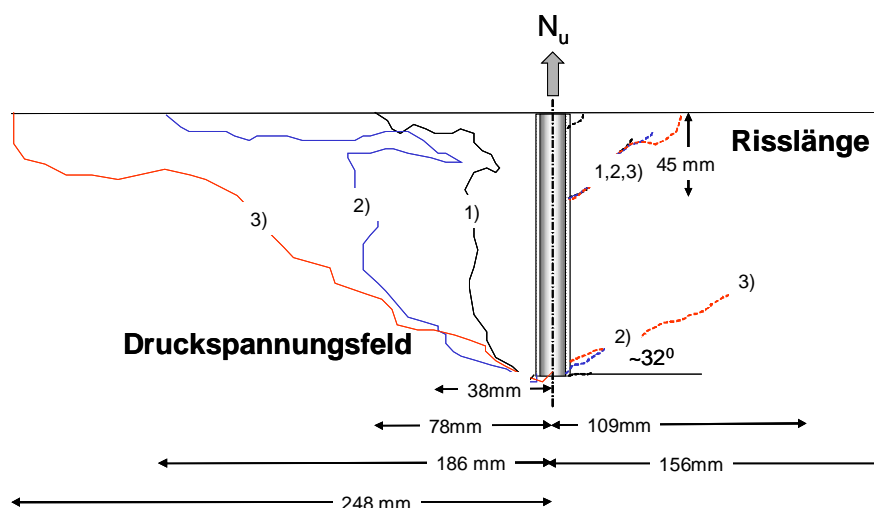 Nu
Risslänge
1,2,3)
45 mm
2)
1)
3)
3)
2)
Druckspannungsfeld
~32⁰
38mm
78mm
109mm
186 mm
156mm
248 mm